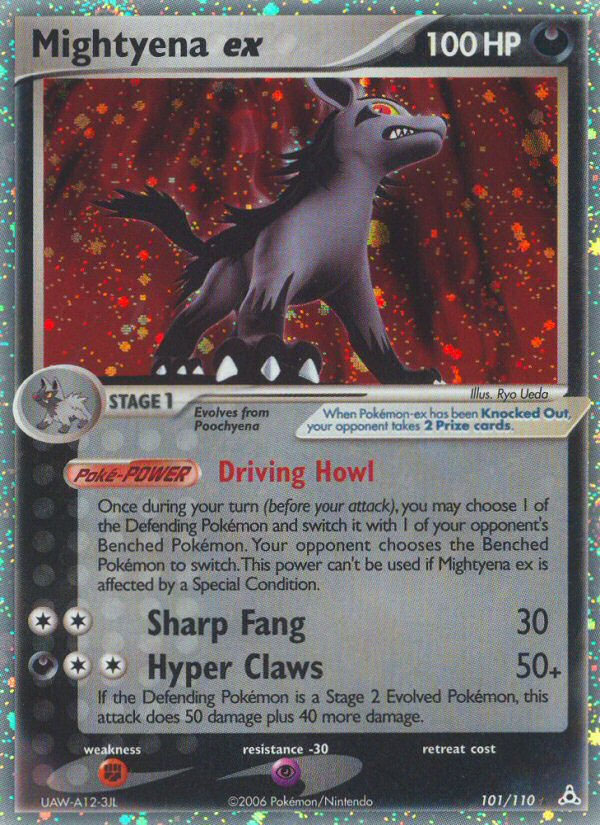 Mightyena ex 100 HP
Illus. Ryo Ueda
STAGE 1
Evolves from
Poochyena
When Pokémon-ex has been Knocked Out,
your opponent takes 2 Prize cards.
Poké-POWER Driving Howl
Once during your turn (before your attack), you may choose 1 of
the Defending Pokémon and switch it with 1 of your opponent's
Benched Pokémon. Your opponent chooses the Benched
Pokémon to switch. This power can't be used if Mightyena ex is
affected by a Special Condition.
Sharp Fang 30
Hyper Claws 50+
If the Defending Pokémon is a Stage 2 Evolved Pokémon, this
attack does 50 damage plus 40 more damage.
weakness resistance -30 retreat cost
UAW-A12-3JL ©2006 Pokémon/Nintendo 101/110